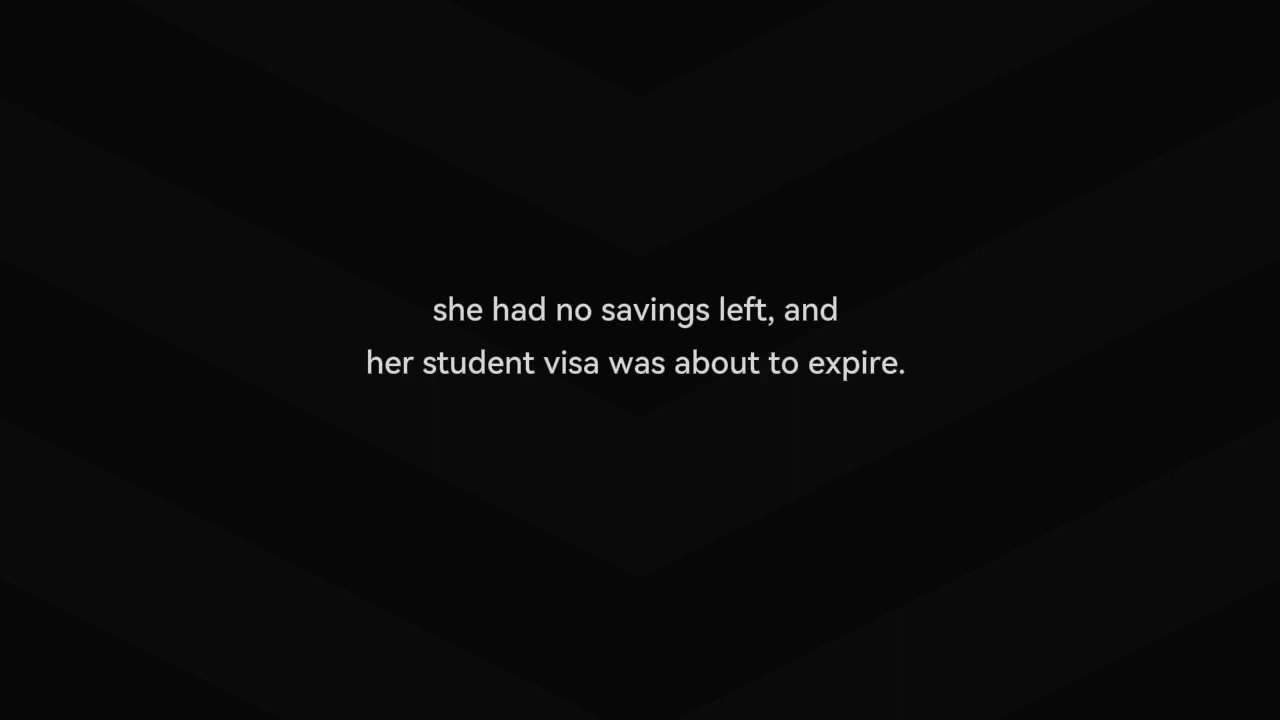 she had no savings left, and
her student visa was about to expire.